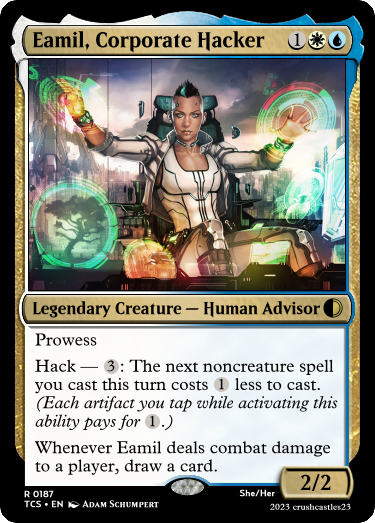 Eamil, Corporate Hacker 1
Legendary Creature — Human Advisor
Prowess
Hack — 3: The next noncreature spell
you cast this turn costs 1 less to cast.
(Each artifact you tap while activating this
ability pays for 1.)
Whenever Eamil deals combat damage
to a player, draw a card.
2/2
R 0187
She/Her
TCS • EN Adam Schumpert
2023 crushcastles23